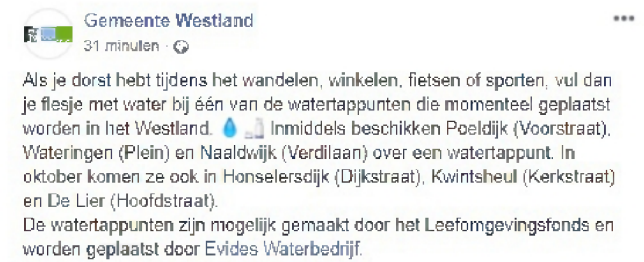 Gemeente Westland
31 minuten
Als je dorst hebt tijdens het wandelen, winkelen, fietsen of sporten, vul dan
je flesje met water bij één van de watertappunten die momenteel geplaatst
worden in het Westland. 💧 Inmiddels beschikken Poeldijk (Voorstraat),
Wateringen (Plein) en Naaldwijk (Verdilaan) over een watertappunt. In
oktober komen ze ook in Honselersdijk (Dijkstraat), Kwintsheul (Kerkstraat)
en De Lier (Hoofdstraat).
De watertappunten zijn mogelijk gemaakt door het Leefomgevingsfonds en
worden geplaatst door Evides Waterbedrijf.